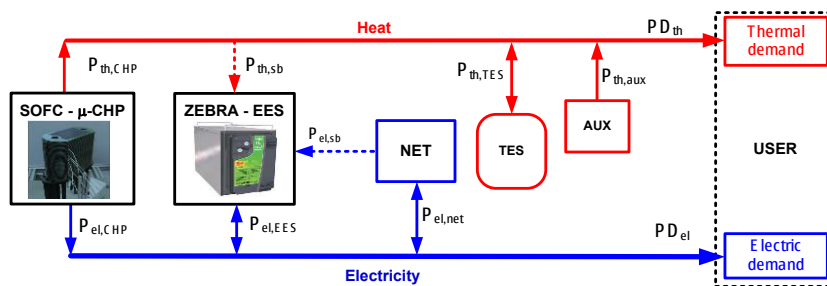 Heat
PD th
Thermal
demand
P th,CHP
P th,sb
P th,TES
P th,aux
SOFC - μ-CHP
ZEBRA - EES
P el,sb
NET
TES
AUX
USER
P el,CHP
P el,EES
P el,net
PD el
Electric
demand
Electricity